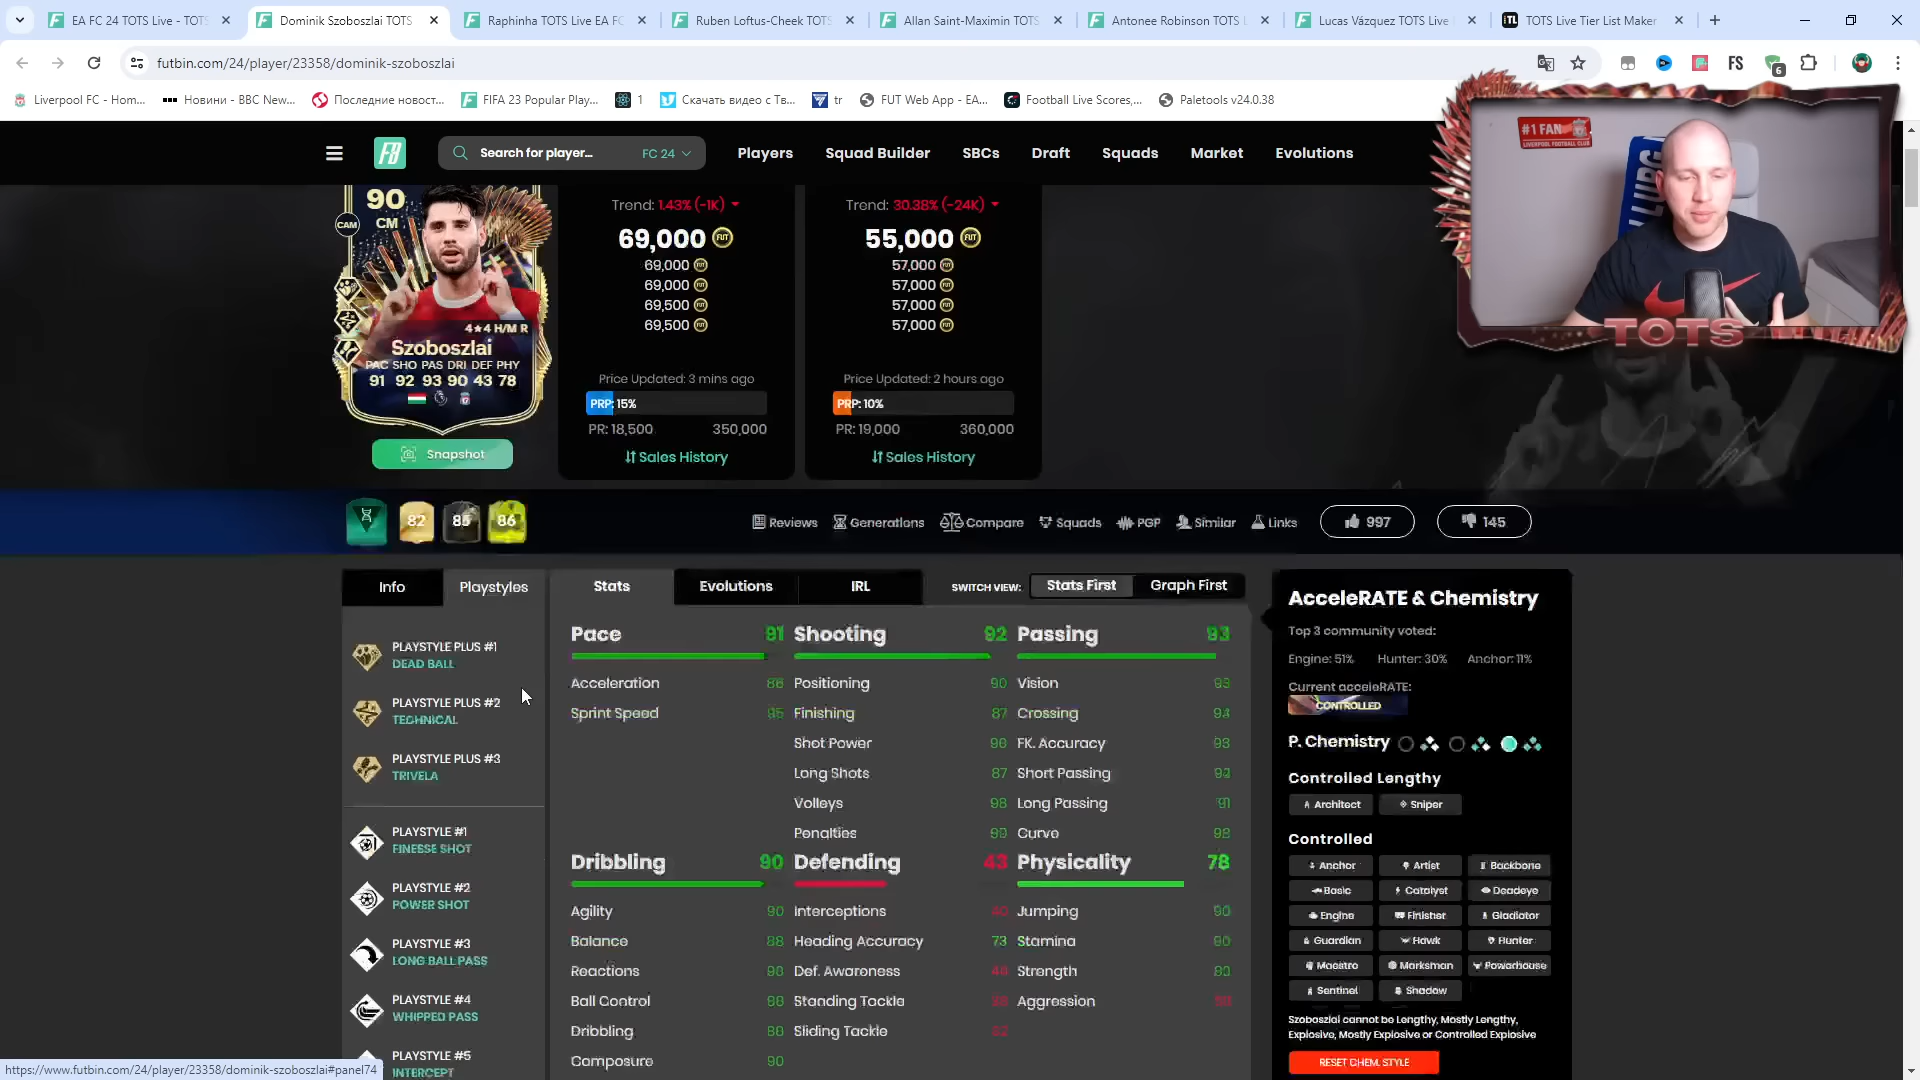 EA FC 24 TOTS Live - TOTS
Dominik Szoboszlai TOTS
Raphinha TOTS Live EA FC
Ruben Loftus-Cheek TOTS
Allan Saint-Maximin TOTS
Antonee Robinson TOTS L
Lucas Vázquez TOTS Live
TOTS Live Tier List Maker
futbin.com/24/player/23358/dominik-szoboszlai
FS
6
Liverpool FC - Hom...
Новини - BBC New...
Последние новост...
FIFA 23 Popular Play...
1
Скачать видео с Тв...
tr
FUT Web App - EA...
Football Live Scores,...
Paletools v24.0.38
Search for player...
FC 24
Players
Squad Builder
SBCs
Draft
Squads
Market
Evolutions
#1 FAN
LIVERPOOL FOOTBALL CLUB
TOTS
90
CM
CAM
4★4 H/M R
Szoboszlai
PAC SHO PAS DRI DEF PHY
91 92 93 90 43 78
Snapshot
Trend: 1.43% (-1K)
69,000
69,000
69,000
69,500
69,500
Price Updated: 3 mins ago
PRP: 15%
PR: 18,500 350,000
Sales History
Trend: 30.38% (-24K)
55,000
57,000
57,000
57,000
57,000
Price Updated: 2 hours ago
PRP: 10%
PR: 19,000 360,000
Sales History
82
85
86
Reviews
Generations
Compare
Squads
PGP
Similar
Links
997
145
Info
Playstyles
PLAYSTYLE PLUS #1
DEAD BALL
PLAYSTYLE PLUS #2
TECHNICAL
PLAYSTYLE PLUS #3
TRIVELA
PLAYSTYLE #1
FINESSE SHOT
PLAYSTYLE #2
POWER SHOT
PLAYSTYLE #3
LONG BALL PASS
PLAYSTYLE #4
WHIPPED PASS
PLAYSTYLE #5
INTERCEPT
Stats
Evolutions
IRL
SWITCH VIEW:
Stats First
Graph First
Pace 91
Acceleration 86
Sprint Speed 95
Shooting 92
Positioning 90
Finishing 87
Shot Power
Long Shots 87
Volleys 98
Penalties
Passing 93
Vision 93
Crossing 94
FK. Accuracy 93
Short Passing
Long Passing 91
Curve
Dribbling 90
Agility 90
Balance 88
Reactions
Ball Control
Dribbling
Composure 90
Defending 43
Interceptions 40
Heading Accuracy 73
Def. Awareness
Standing Tackle
Sliding Tackle
Physicality 78
Jumping 90
Stamina 90
Strength
Aggression
AcceleRATE & Chemistry
Top 3 community voted:
Engine: 51% Hunter: 30% Anchor: 11%
Current acceleRATE:
CONTROLLED
P. Chemistry
Controlled Lengthy
Architect
Sniper
Controlled
Anchor
Artist
Backbone
Basic
Catalyst
Deadeye
Engine
Finisher
Gladiator
Guardian
Hawk
Hunter
Maestro
Marksman
Powerhouse
Sentinel
Shadow
Szoboszlai cannot be Lengthy, Mostly Lengthy,
Explosive, Mostly Explosive or Controlled Explosive
RESET CHEM. STYLE
https://www.futbin.com/24/player/23358/dominik-szoboszlai#panel74